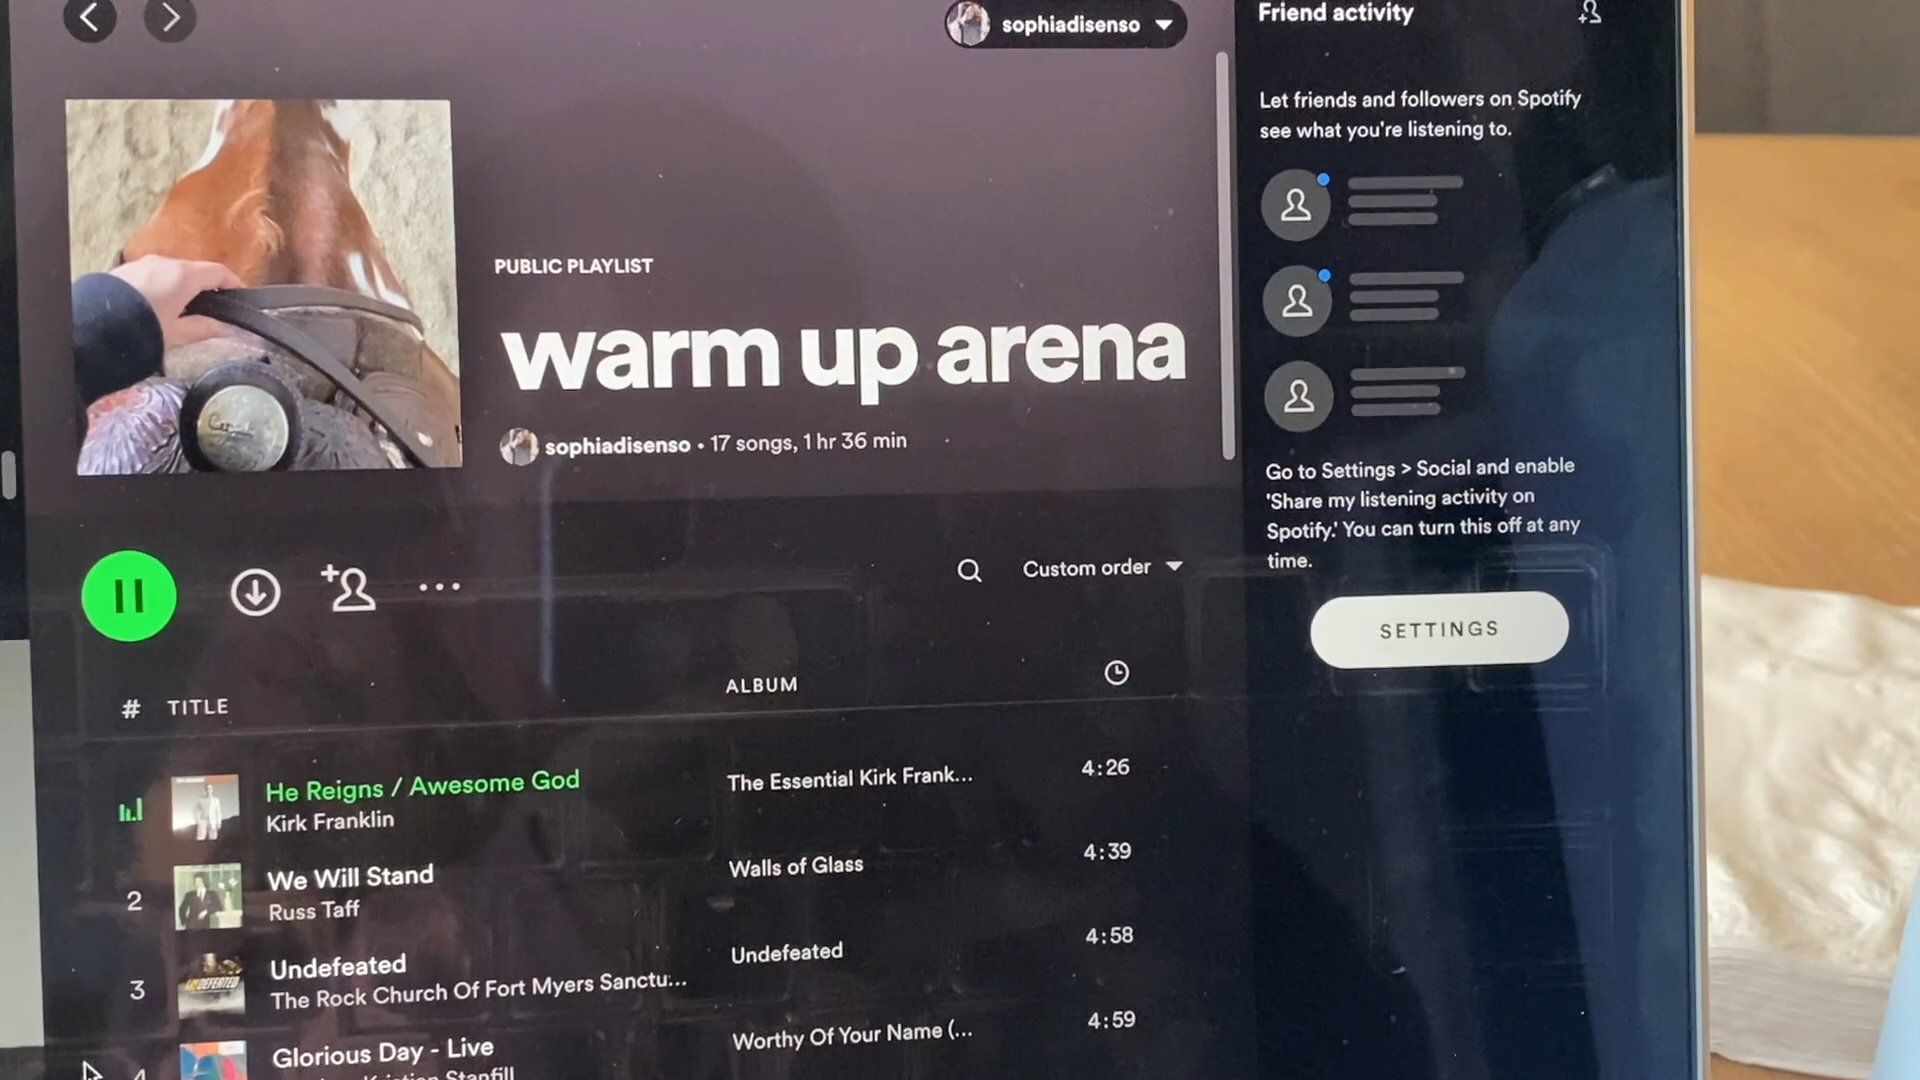 sophiadisenso
Friend activity
Let friends and followers on Spotify
see what you're listening to.
PUBLIC PLAYLIST
warm up arena
sophiadisenso • 17 songs, 1 hr 36 min
Go to Settings > Social and enable
'Share my listening activity on
Spotify.' You can turn this off at any
time.
SETTINGS
Custom order
# TITLE ALBUM
He Reigns / Awesome God The Essential Kirk Frank... 4:26
Kirk Franklin
2 We Will Stand Walls of Glass 4:39
Russ Taff
3 Undefeated Undefeated 4:58
The Rock Church Of Fort Myers Sanctu...
4 Glorious Day - Live Worthy Of Your Name (... 4:59
Kristian Stanfill